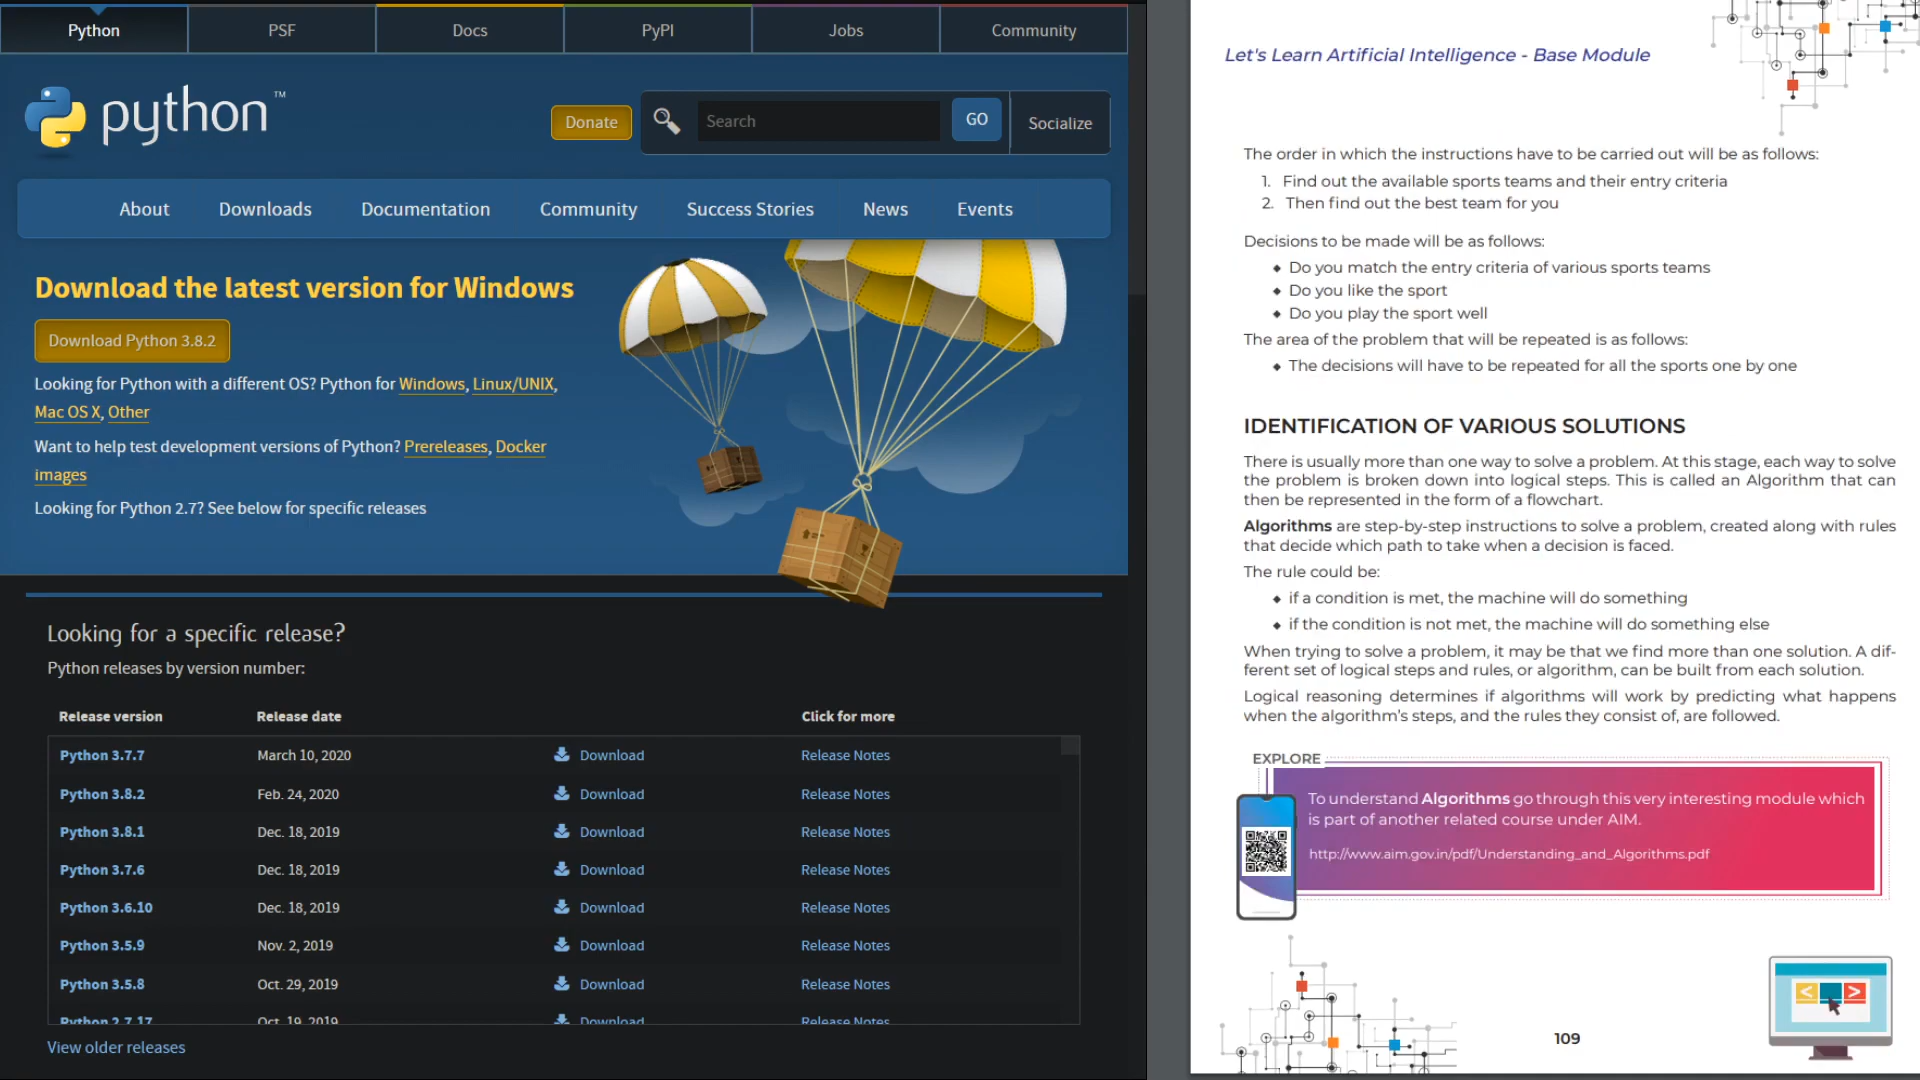 Python
PSF
Docs
PyPI
Jobs
Community
python™
Donate
Search
GO
Socialize
About
Downloads
Documentation
Community
Success Stories
News
Events
Download the latest version for Windows
Download Python 3.8.2
Looking for Python with a different OS? Python for Windows, Linux/UNIX,
Mac OS X, Other
Want to help test development versions of Python? Prereleases, Docker
images
Looking for Python 2.7? See below for specific releases
Looking for a specific release?
Python releases by version number:
Release version Release date Click for more
Python 3.7.7 March 10, 2020 Download Release Notes
Python 3.8.2 Feb. 24, 2020 Download Release Notes
Python 3.8.1 Dec. 18, 2019 Download Release Notes
Python 3.7.6 Dec. 18, 2019 Download Release Notes
Python 3.6.10 Dec. 18, 2019 Download Release Notes
Python 3.5.9 Nov. 2, 2019 Download Release Notes
Python 3.5.8 Oct. 29, 2019 Download Release Notes
Python 2.7.17 Oct. 19, 2019 Download Release Notes
View older releases
Let's Learn Artificial Intelligence - Base Module
The order in which the instructions have to be carried out will be as follows:
1. Find out the available sports teams and their entry criteria
2. Then find out the best team for you
Decisions to be made will be as follows:
◆ Do you match the entry criteria of various sports teams
◆ Do you like the sport
◆ Do you play the sport well
The area of the problem that will be repeated is as follows:
◆ The decisions will have to be repeated for all the sports one by one
IDENTIFICATION OF VARIOUS SOLUTIONS
There is usually more than one way to solve a problem. At this stage, each way to solve
the problem is broken down into logical steps. This is called an Algorithm that can
then be represented in the form of a flowchart.
Algorithms are step-by-step instructions to solve a problem, created along with rules
that decide which path to take when a decision is faced.
The rule could be:
◆ if a condition is met, the machine will do something
◆ if the condition is not met, the machine will do something else
When trying to solve a problem, it may be that we find more than one solution. A dif-
ferent set of logical steps and rules, or algorithm, can be built from each solution.
Logical reasoning determines if algorithms will work by predicting what happens
when the algorithm's steps, and the rules they consist of, are followed.
EXPLORE
To understand Algorithms go through this very interesting module which
is part of another related course under AIM.
http://www.aim.gov.in/pdf/Understanding_and_Algorithms.pdf
< >
109